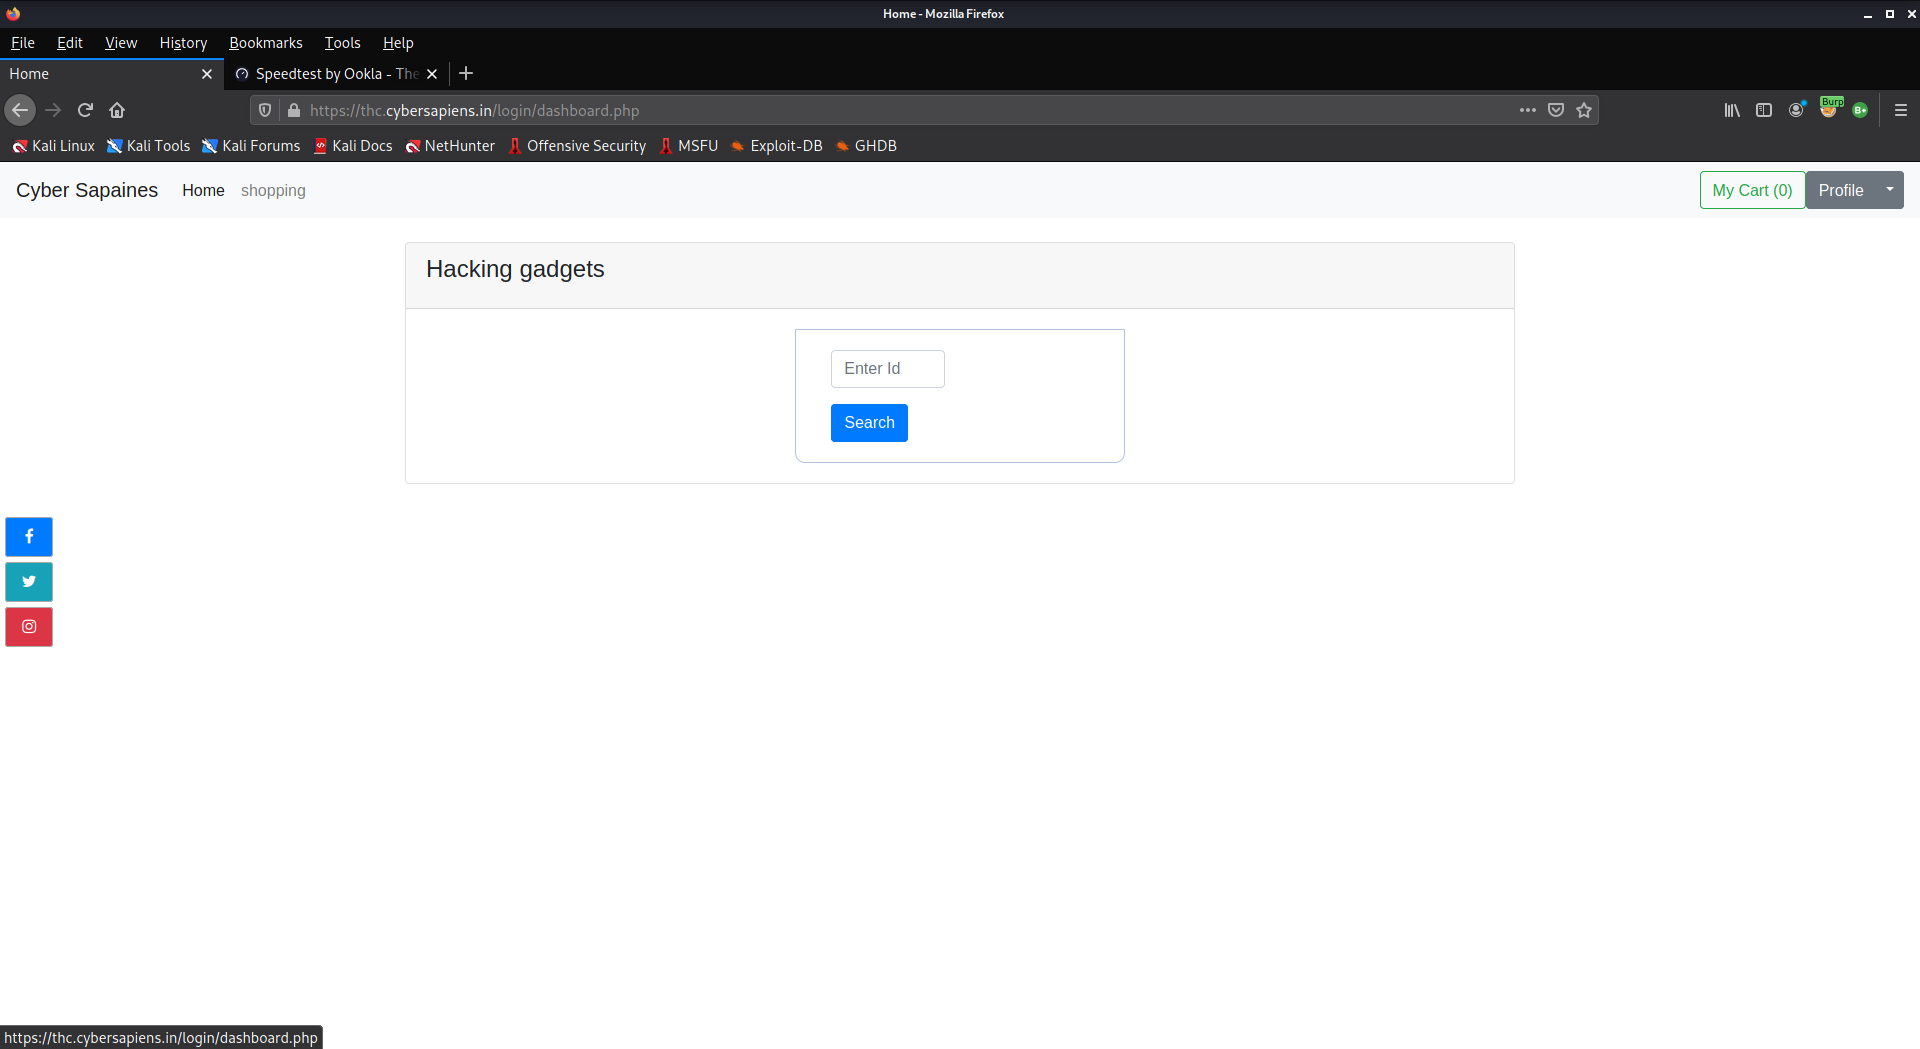 Home - Mozilla Firefox
File Edit View History Bookmarks Tools Help
Home Speedtest by Ookla - The
https://thc.cybersapiens.in/login/dashboard.php Burp B+
Kali Linux Kali Tools Kali Forums Kali Docs NetHunter Offensive Security MSFU Exploit-DB GHDB
Cyber Sapaines Home shopping My Cart (0) Profile
Hacking gadgets
Enter Id
Search
https://thc.cybersapiens.in/login/dashboard.php